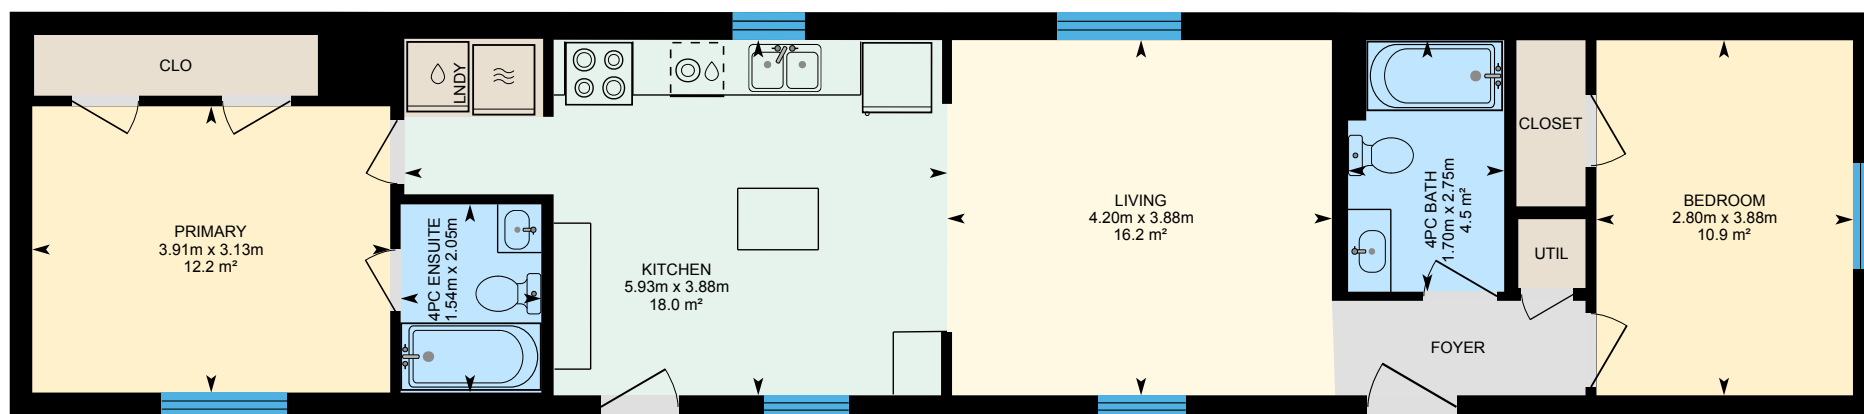 CLO
LNDY
PRIMARY
3.91m x 3.13m
12.2 m²
4PC ENSUITE
1.54m x 2.05m
KITCHEN
5.93m x 3.88m
18.0 m²
LIVING
4.20m x 3.88m
16.2 m²
4PC BATH
1.70m x 2.75m
4.5 m²
CLOSET
UTIL
FOYER
BEDROOM
2.80m x 3.88m
10.9 m²